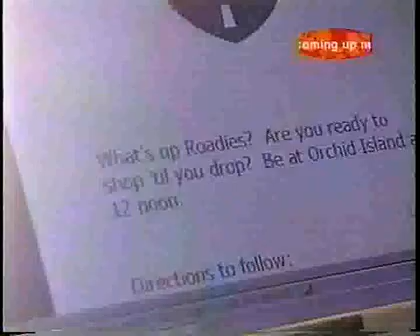 coming up n
What's up Roadies? Are you ready to
shop 'til you drop? Be at Orchid Island a
12 noon.
Directions to follow: